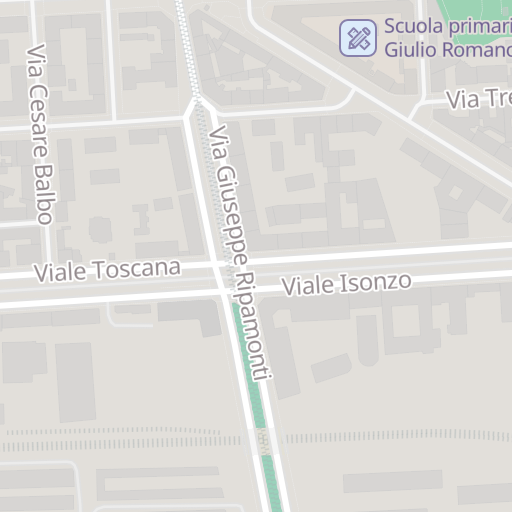 Scuola primari
Giulio Romano
Via Tre
Via Cesare Balbo
Via Giuseppe Ripamonti
Viale Toscana
Viale Isonzo